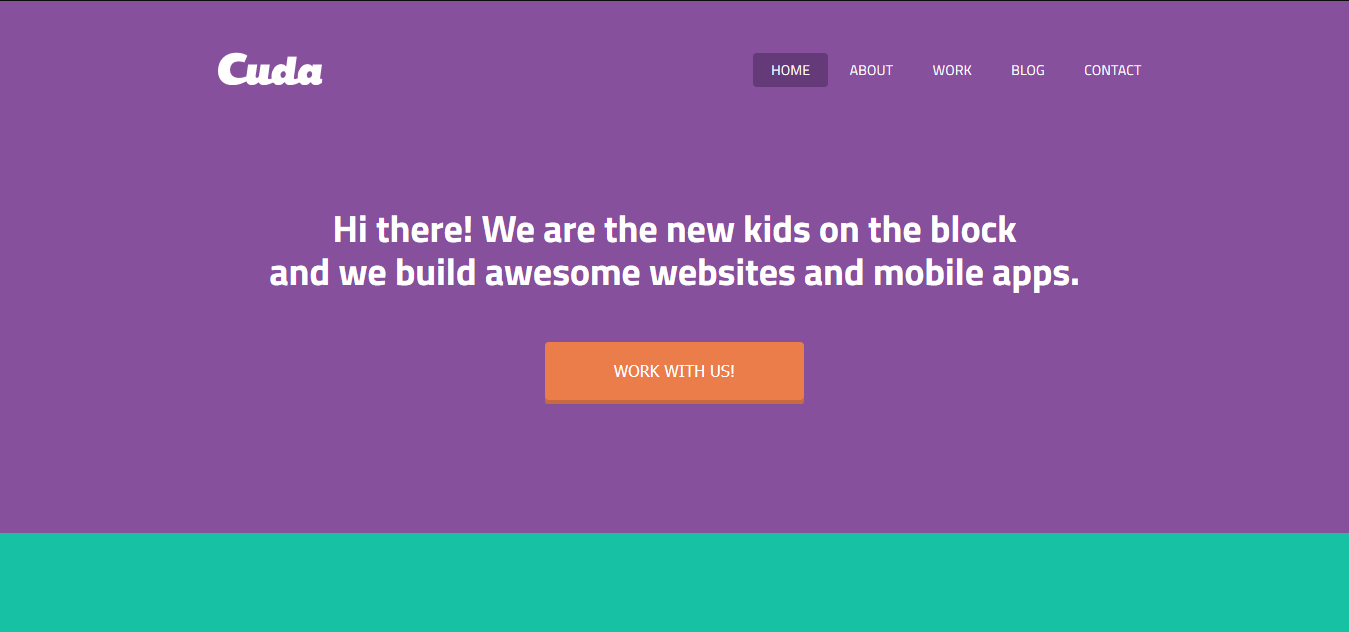 Cuda
HOME ABOUT WORK BLOG CONTACT
Hi there! We are the new kids on the block
and we build awesome websites and mobile apps.
WORK WITH US!